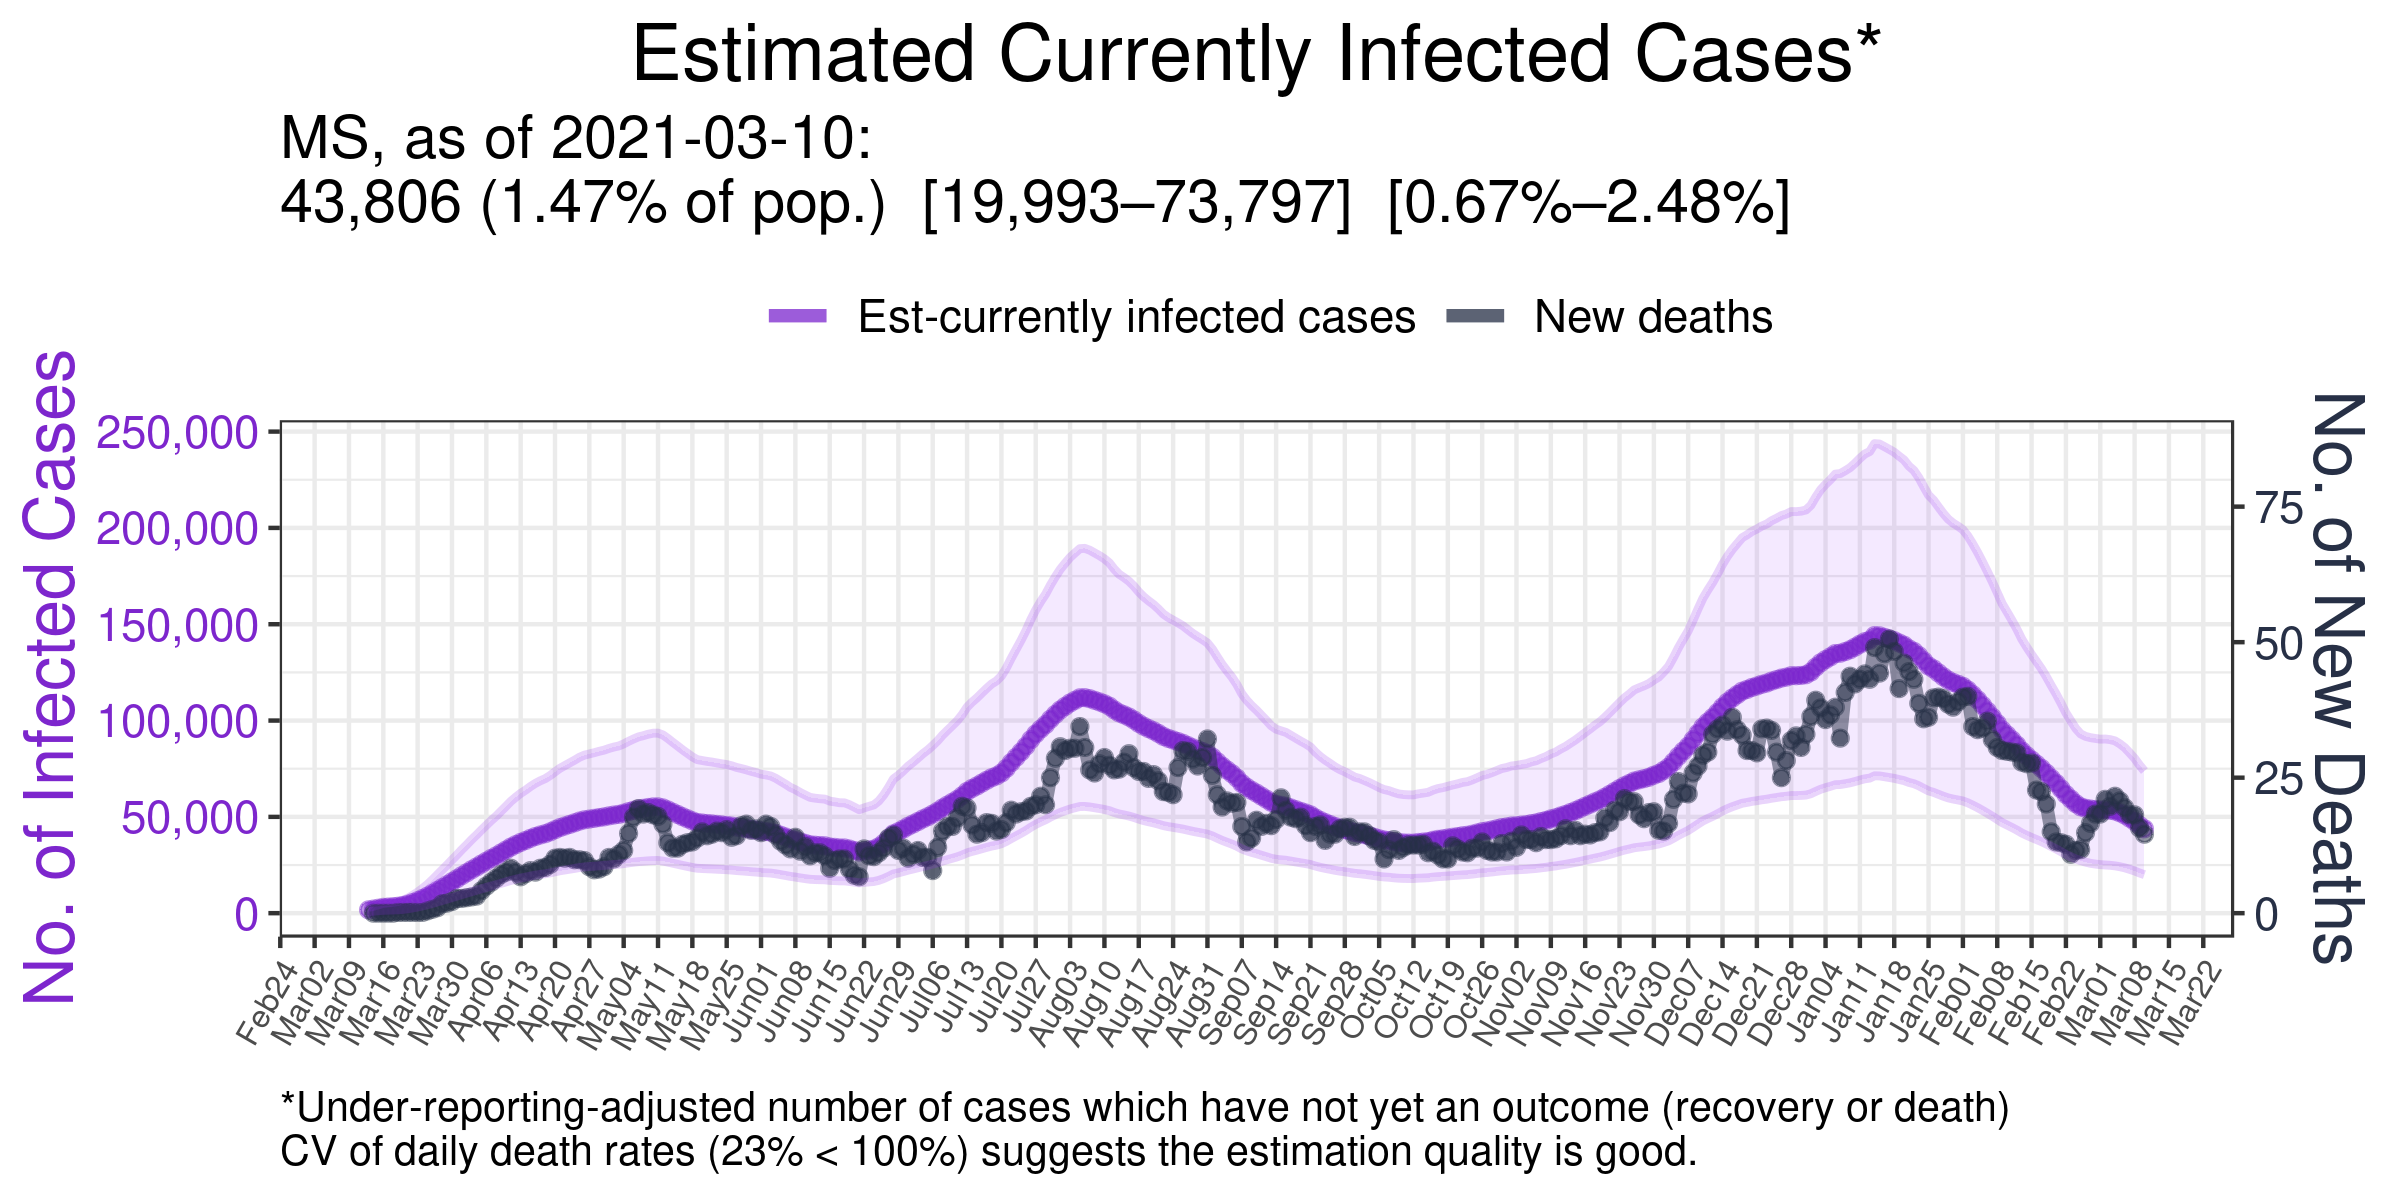 Estimated Currently Infected Cases*
MS, as of 2021-03-10:
43,806 (1.47% of pop.) [19,993–73,797] [0.67%–2.48%]
Est-currently infected cases New deaths
No. of Infected Cases
250,000
200,000
150,000
100,000
50,000
0
75
50
25
0
No. of New Deaths
Feb24 Mar02 Mar09 Mar16 Mar23 Mar30 Apr06 Apr13 Apr20 Apr27 May04 May11 May18 May25 Jun01 Jun08 Jun15 Jun22 Jun29 Jul06 Jul13 Jul20 Jul27 Aug03 Aug10 Aug17 Aug24 Aug31 Sep07 Sep14 Sep21 Sep28 Oct05 Oct12 Oct19 Oct26 Nov02 Nov09 Nov16 Nov23 Nov30 Dec07 Dec14 Dec21 Dec28 Jan04 Jan11 Jan18 Jan25 Feb01 Feb08 Feb15 Feb22 Mar01 Mar08 Mar15 Mar22
*Under-reporting-adjusted number of cases which have not yet an outcome (recovery or death)
CV of daily death rates (23% < 100%) suggests the estimation quality is good.